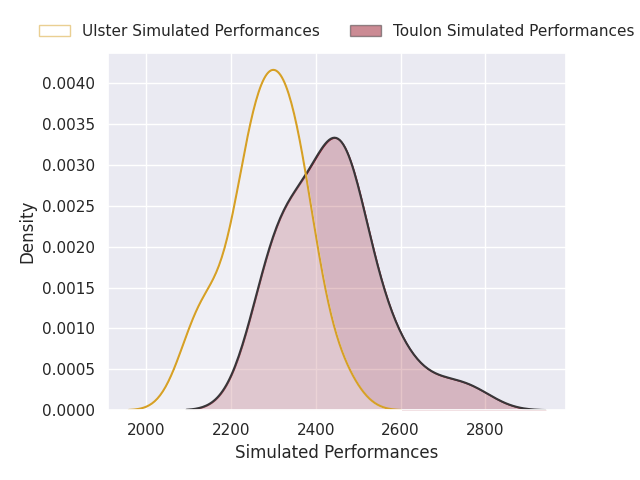 Ulster Simulated Performances Toulon Simulated Performances
0.0040
0.0035
0.0030
0.0025
0.0020
0.0015
0.0010
0.0005
0.0000
Density
2000 2200 2400 2600 2800
Simulated Performances